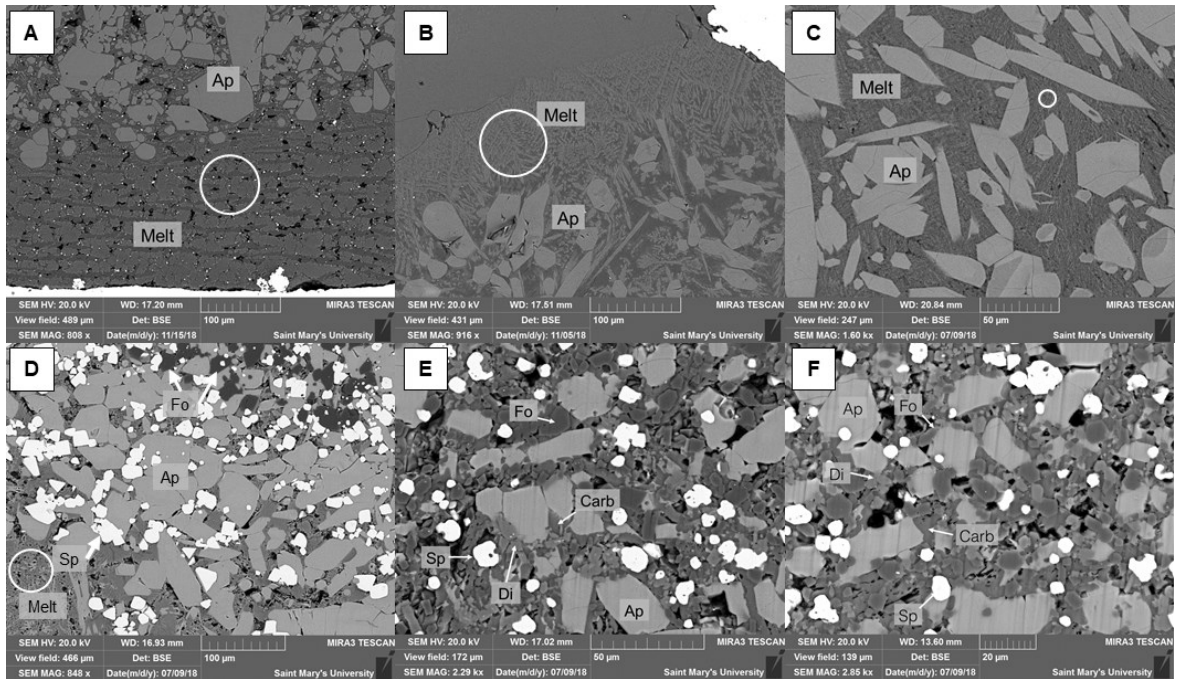 A
Ap
Melt
SEM HV: 20.0 kV WD: 17.20 mm MIRA3 TESCAN
View field: 489 µm Det: BSE 100 µm
SEM MAG: 808 x Date(m/d/y): 11/15/18 Saint Mary's University
B
Melt
Ap
SEM HV: 20.0 kV WD: 17.51 mm MIRA3 TESCAN
View field: 431 µm Det: BSE 100 µm
SEM MAG: 916 x Date(m/d/y): 11/05/18 Saint Mary's University
C
Melt
Ap
SEM HV: 20.0 kV WD: 20.84 mm MIRA3 TESCAN
View field: 247 µm Det: BSE 50 µm
SEM MAG: 1.60 kx Date(m/d/y): 07/09/18 Saint Mary's University
D
Fo
Ap
Sp
Melt
SEM HV: 20.0 kV WD: 16.93 mm MIRA3 TESCAN
View field: 466 µm Det: BSE 100 µm
SEM MAG: 848 x Date(m/d/y): 07/09/18 Saint Mary's University
E
Fo
Carb
Sp
Di
Ap
SEM HV: 20.0 kV WD: 17.02 mm MIRA3 TESCAN
View field: 172 µm Det: BSE 50 µm
SEM MAG: 2.29 kx Date(m/d/y): 07/09/18 Saint Mary's University
F
Ap Fo
Di
Carb
Sp
SEM HV: 20.0 kV WD: 13.60 mm MIRA3 TESCAN
View field: 139 µm Det: BSE 20 µm
SEM MAG: 2.85 kx Date(m/d/y): 07/09/18 Saint Mary's University